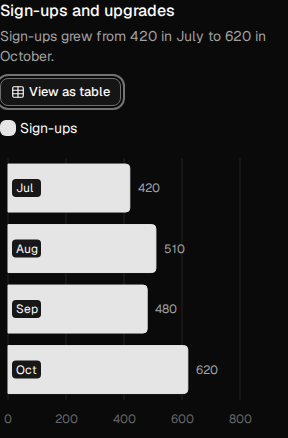 Sign-ups and upgrades
Sign-ups grew from 420 in July to 620 in
October.
View as table
Sign-ups
Jul 420
Aug 510
Sep 480
Oct 620
0 200 400 600 800